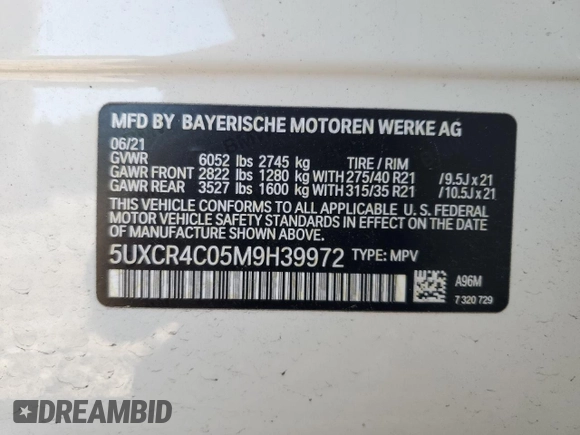 MFD BY BAYERISCHE MOTOREN WERKE AG
06/21
GVWR 6052 lbs 2745 kg TIRE / RIM
GAWR FRONT 2822 lbs 1280 kg WITH 275/40 R21 /9.5J x 21
GAWR REAR 3527 lbs 1600 kg WITH 315/35 R21 /10.5J x 21
THIS VEHICLE CONFORMS TO ALL APPLICABLE U. S. FEDERAL
MOTOR VEHICLE SAFETY STANDARDS IN EFFECT ON THE DATE
OF MANUFACTURE SHOWN ABOVE.
5UXCR4C05M9H39972 TYPE: MPV
A96M
7 320 729
DREAMBID